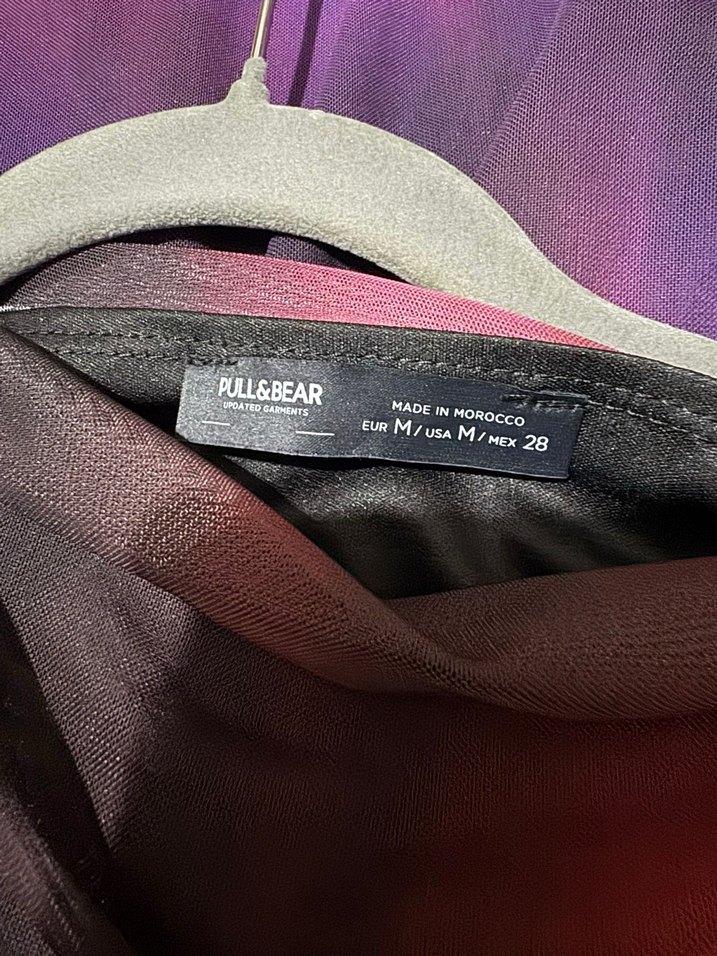 PULL&BEAR
UPDATED GARMENTS
MADE IN MOROCCO
EUR M / USA M / MEX 28